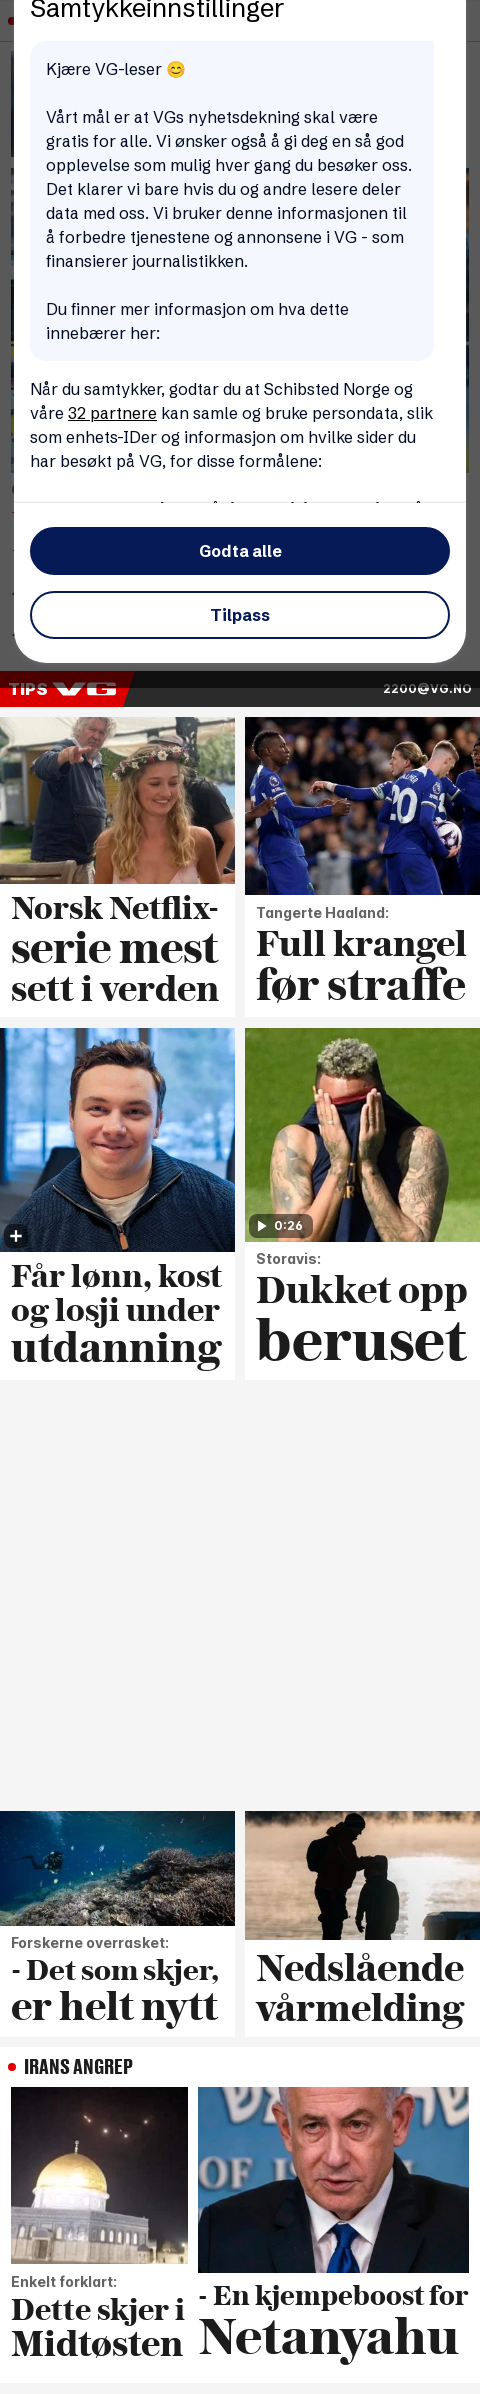 Samtykkeinnstillinger
Kjære VG-leser 😊
Vårt mål er at VGs nyhetsdekning skal være
gratis for alle. Vi ønsker også å gi deg en så god
opplevelse som mulig hver gang du besøker oss.
Det klarer vi bare hvis du og andre lesere deler
data med oss. Vi bruker denne informasjonen til
å forbedre tjenestene og annonsene i VG - som
finansierer journalistikken.
Du finner mer informasjon om hva dette
innebærer her:
Når du samtykker, godtar du at Schibsted Norge og
våre 32 partnere kan samle og bruke persondata, slik
som enhets-IDer og informasjon om hvilke sider du
har besøkt på VG, for disse formålene:
Godta alle
Tilpass
TIPS VG
2200@VG.NO
Norsk Netflix-
serie mest
sett i verden
Tangerte Haaland:
Full krangel
før straffe
PALMER
20
0:26
Får lønn, kost
og losji under
utdanning
Storavis:
Dukket opp
beruset
Forskerne overrasket:
- Det som skjer,
er helt nytt
Nedslående
vårmelding
IRANS ANGREP
OF
Enkelt forklart:
Dette skjer i
Midtøsten
- En kjempeboost for
Netanyahu